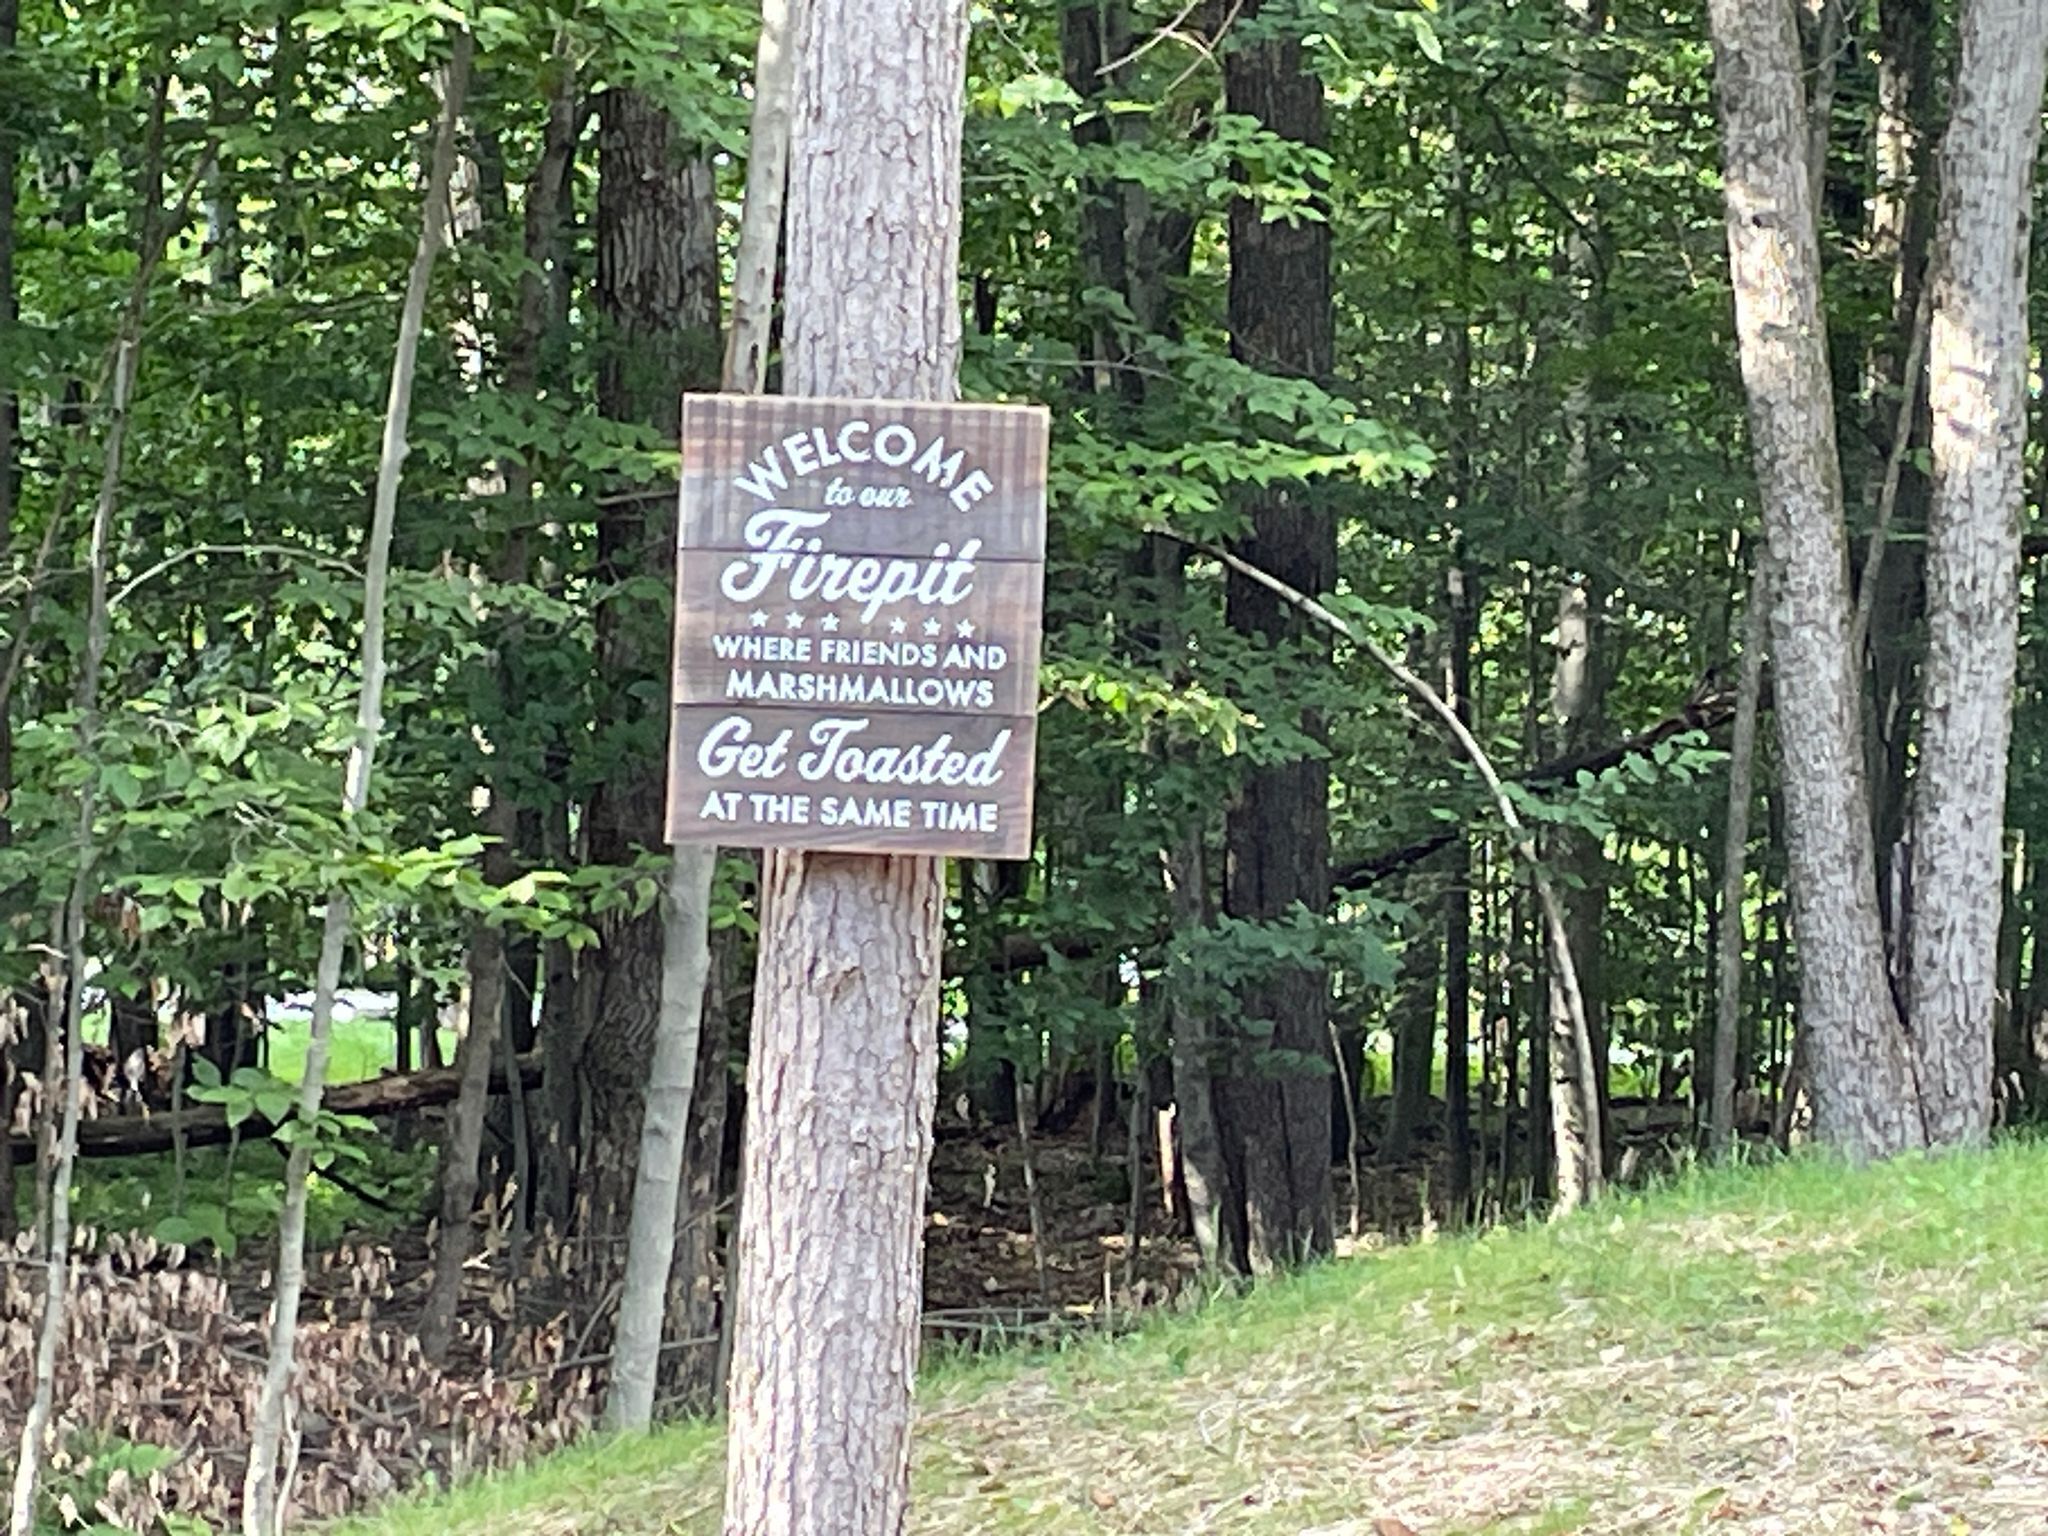 WELCOME
to our
Firepit
WHERE FRIENDS AND
MARSHMALLOWS
Get Toasted
AT THE SAME TIME